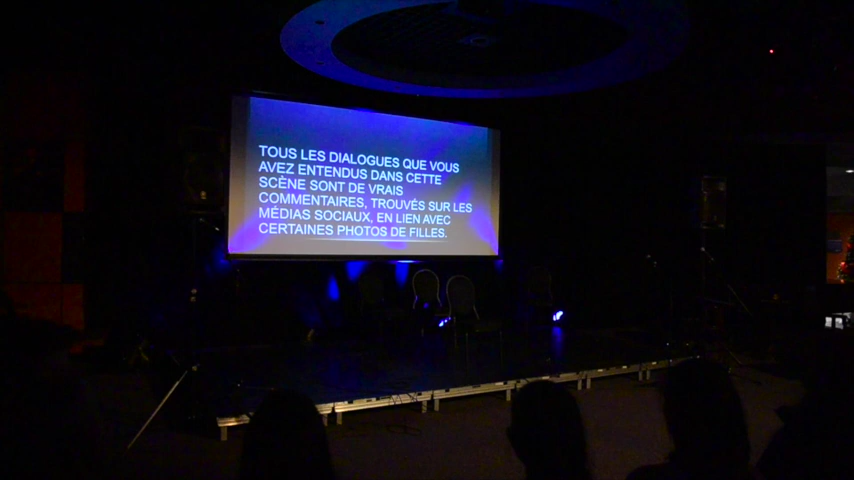 TOUS LES DIALOGUES QUE VOUS
AVEZ ENTENDUS DANS CETTE
SCÈNE SONT DE VRAIS
COMMENTAIRES, TROUVÉS SUR LES
MÉDIAS SOCIAUX, EN LIEN AVEC
CERTAINES PHOTOS DE FILLES.